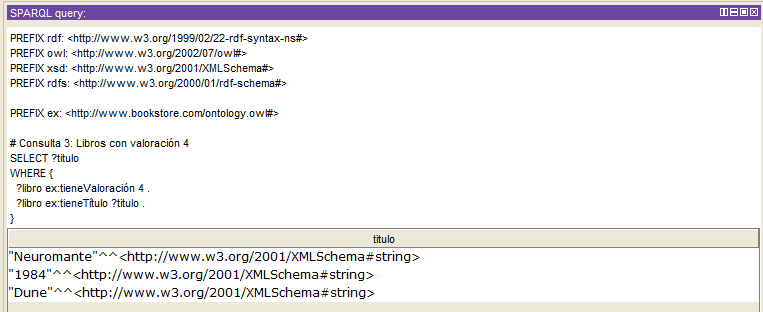 SPARQL query:
PREFIX rdf: <http://www.w3.org/1999/02/22-rdf-syntax-ns#>
PREFIX owl: <http://www.w3.org/2002/07/owl#>
PREFIX xsd: <http://www.w3.org/2001/XMLSchema#>
PREFIX rdfs: <http://www.w3.org/2000/01/rdf-schema#>
PREFIX ex: <http://www.bookstore.com/ontology.owl#>
# Consulta 3: Libros con valoración 4
SELECT ?titulo
WHERE {
?libro ex:tieneValoración 4 .
?libro ex:tieneTítulo ?titulo .
}
titulo
"Neuromante"^^<http://www.w3.org/2001/XMLSchema#string>
"1984"^^<http://www.w3.org/2001/XMLSchema#string>
"Dune"^^<http://www.w3.org/2001/XMLSchema#string>